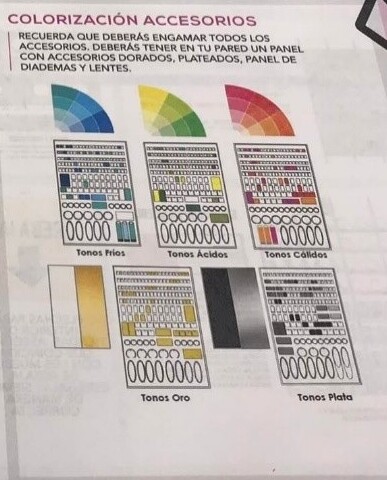 COLORIZACIÓN ACCESORIOS
RECUERDA QUE DEBERÁS ENGAMAR TODOS LOS
ACCESORIOS. DEBERÁS TENER EN TU PARED UN PANEL
CON ACCESORIOS DORADOS, PLATEADOS, PANEL DE
DIADEMAS Y LENTES.
Tonos Fríos
Tonos Ácidos
Tonos Cálidos
Tonos Oro
Tonos Plata